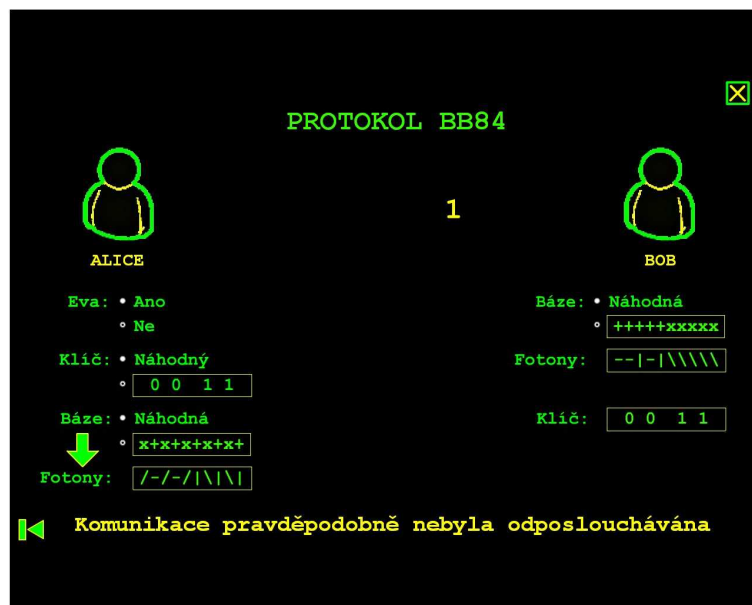 PROTOKOL BB84
1
ALICE
BOB
Eva: Ano
Ne
Klíč: Náhodný
0 0 1 1
Báze: Náhodná
x+x+x+x+x+
Fotony: /-/-/|\|\|
Báze: Náhodná
+++++xxxxx
Fotony: --|-|\\\\\
Klíč: 0 0 1 1
Komunikace pravděpodobně nebyla odposlouchávána